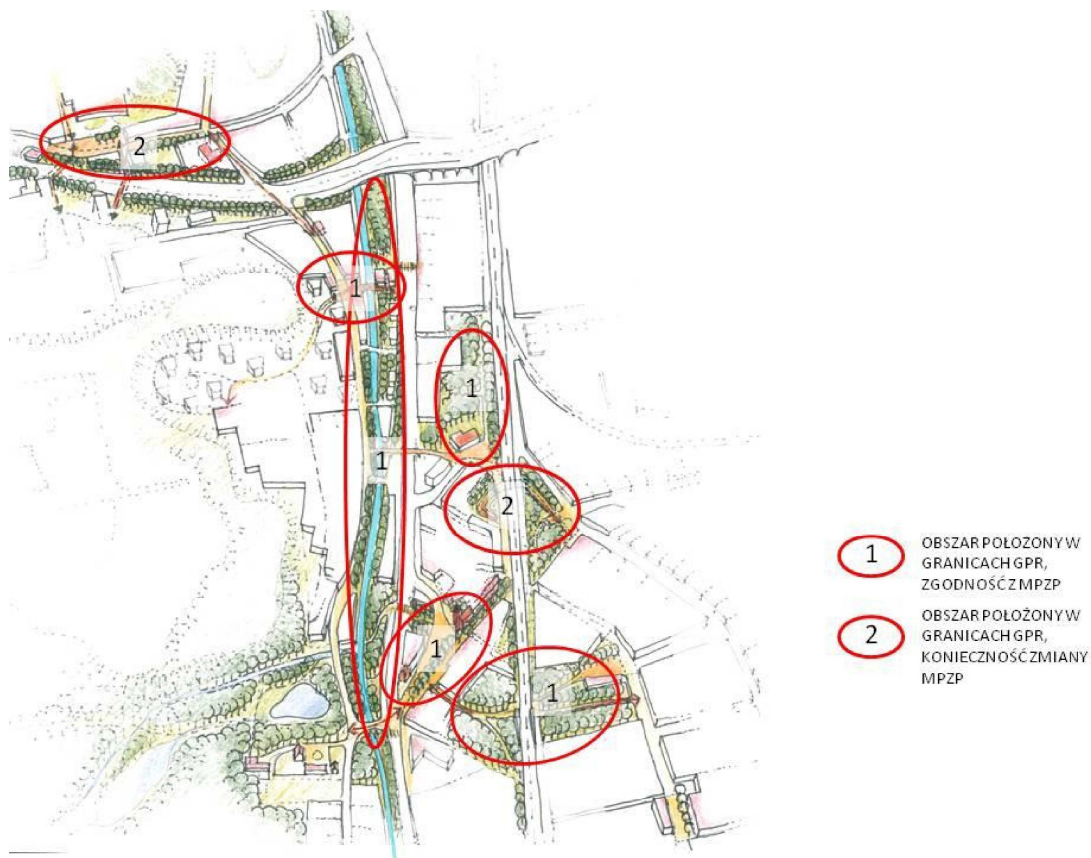 2
1
1
1
2
1
1
1
OBSZAR POŁOZONY W
GRANICACH GPR,
ZGODNOŚĆ Z MPZP
2
OBSZAR POŁOŻONY W
GRANICACH GPR,
KONIECZNOŚĆ ZMIANY
MPZP